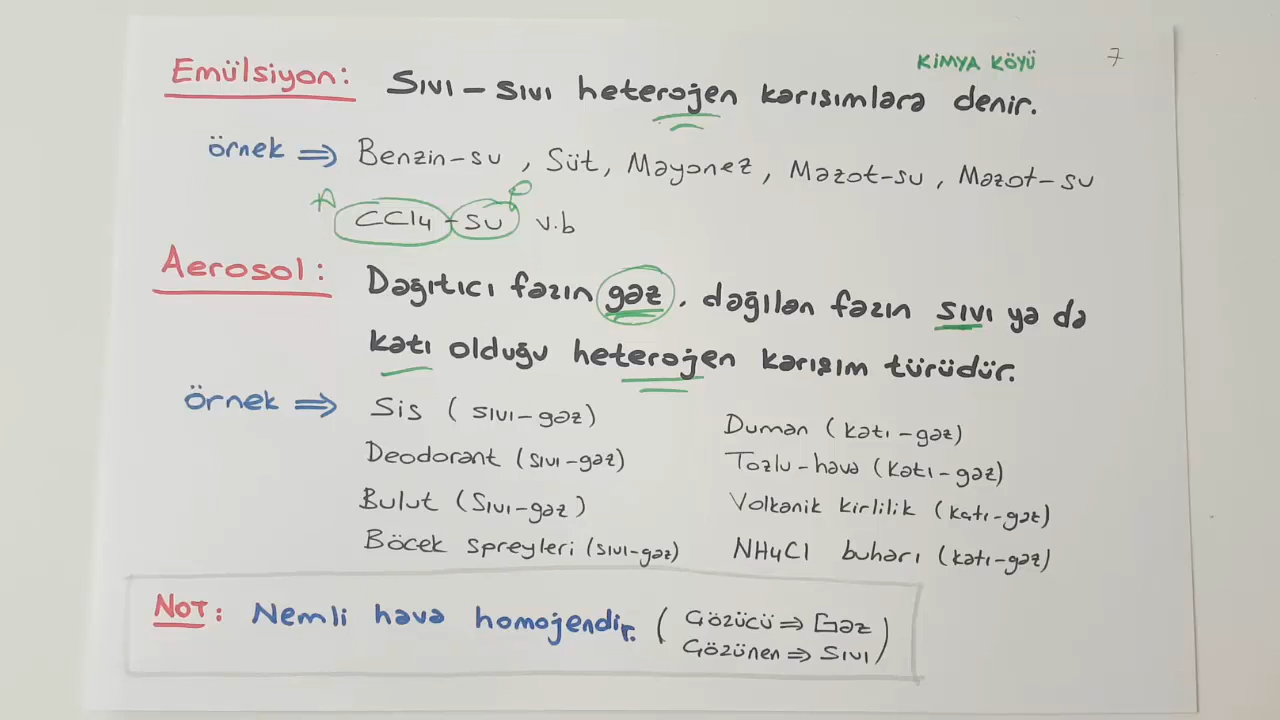 KİMYA KÖYÜ 7
Emülsiyon: Sıvı-sıvı heterojen karışımlara denir.
örnek ⇒ Benzin-su, Süt, Mayonez, Mazot-su, Mazot-su
A CCl4-su P v.b
Aerosol: Dağıtıcı fazın gaz, dağılan fazın sıvı ya da
katı olduğu heterojen karışım türüdür.
örnek ⇒ Sis (sıvı-gaz) Duman (katı-gaz)
Deodorant (sıvı-gaz) Tozlu-hava (katı-gaz)
Bulut (Sıvı-gaz) Volkanik kirlilik (katı-gaz)
Böcek spreyleri (sıvı-gaz) NH4Cl buharı (katı-gaz)
NOT: Nemli hava homojendir. (Gözücü ⇒ Gaz
Gözünen ⇒ Sıvı)